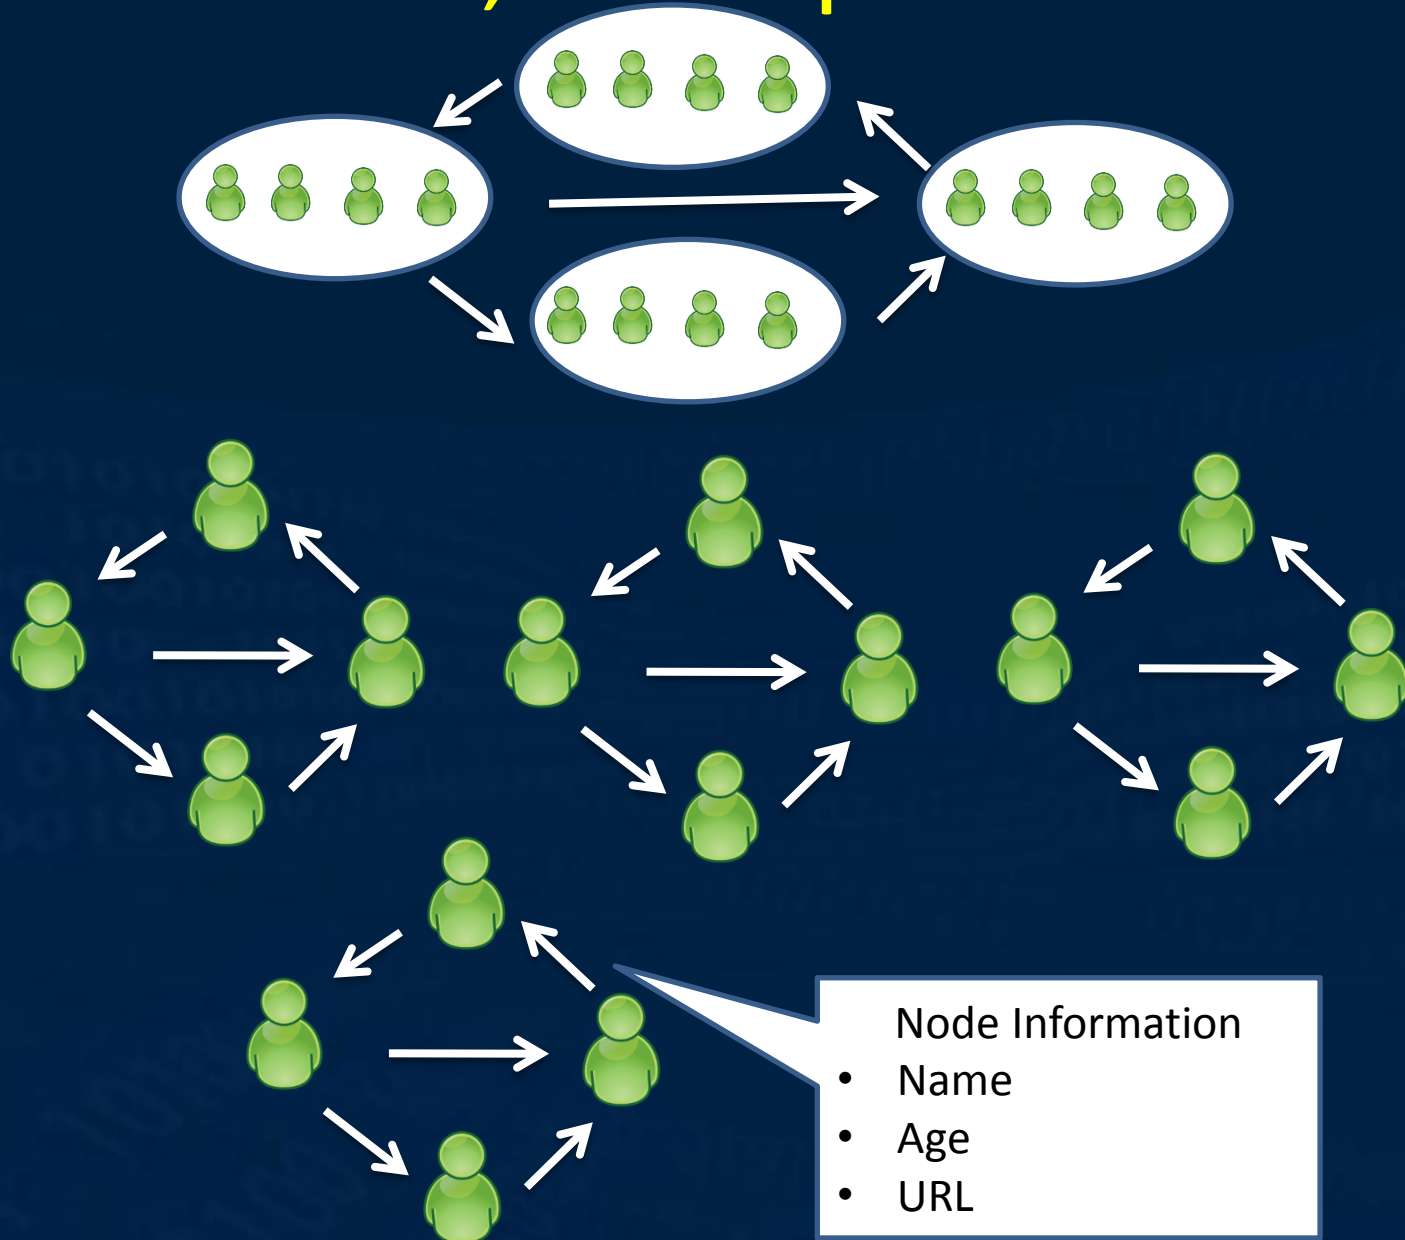 Node Information
• Name
• Age
• URL